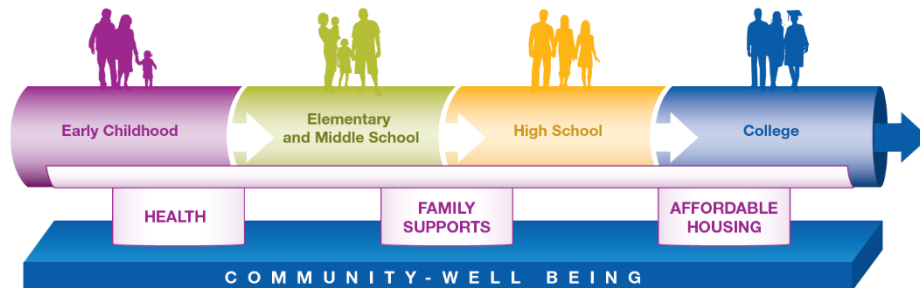 Early Childhood
Elementary
and Middle School
High School
College
HEALTH
FAMILY
SUPPORTS
AFFORDABLE
HOUSING
COMMUNITY-WELL BEING